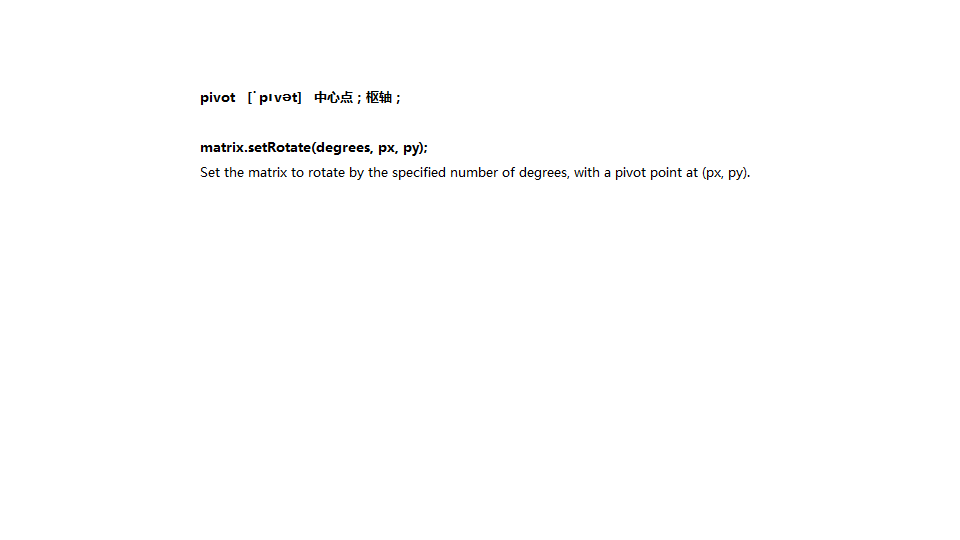 pivot [ˈpɪvət] 中心点；枢轴；
matrix.setRotate(degrees, px, py);
Set the matrix to rotate by the specified number of degrees, with a pivot point at (px, py).